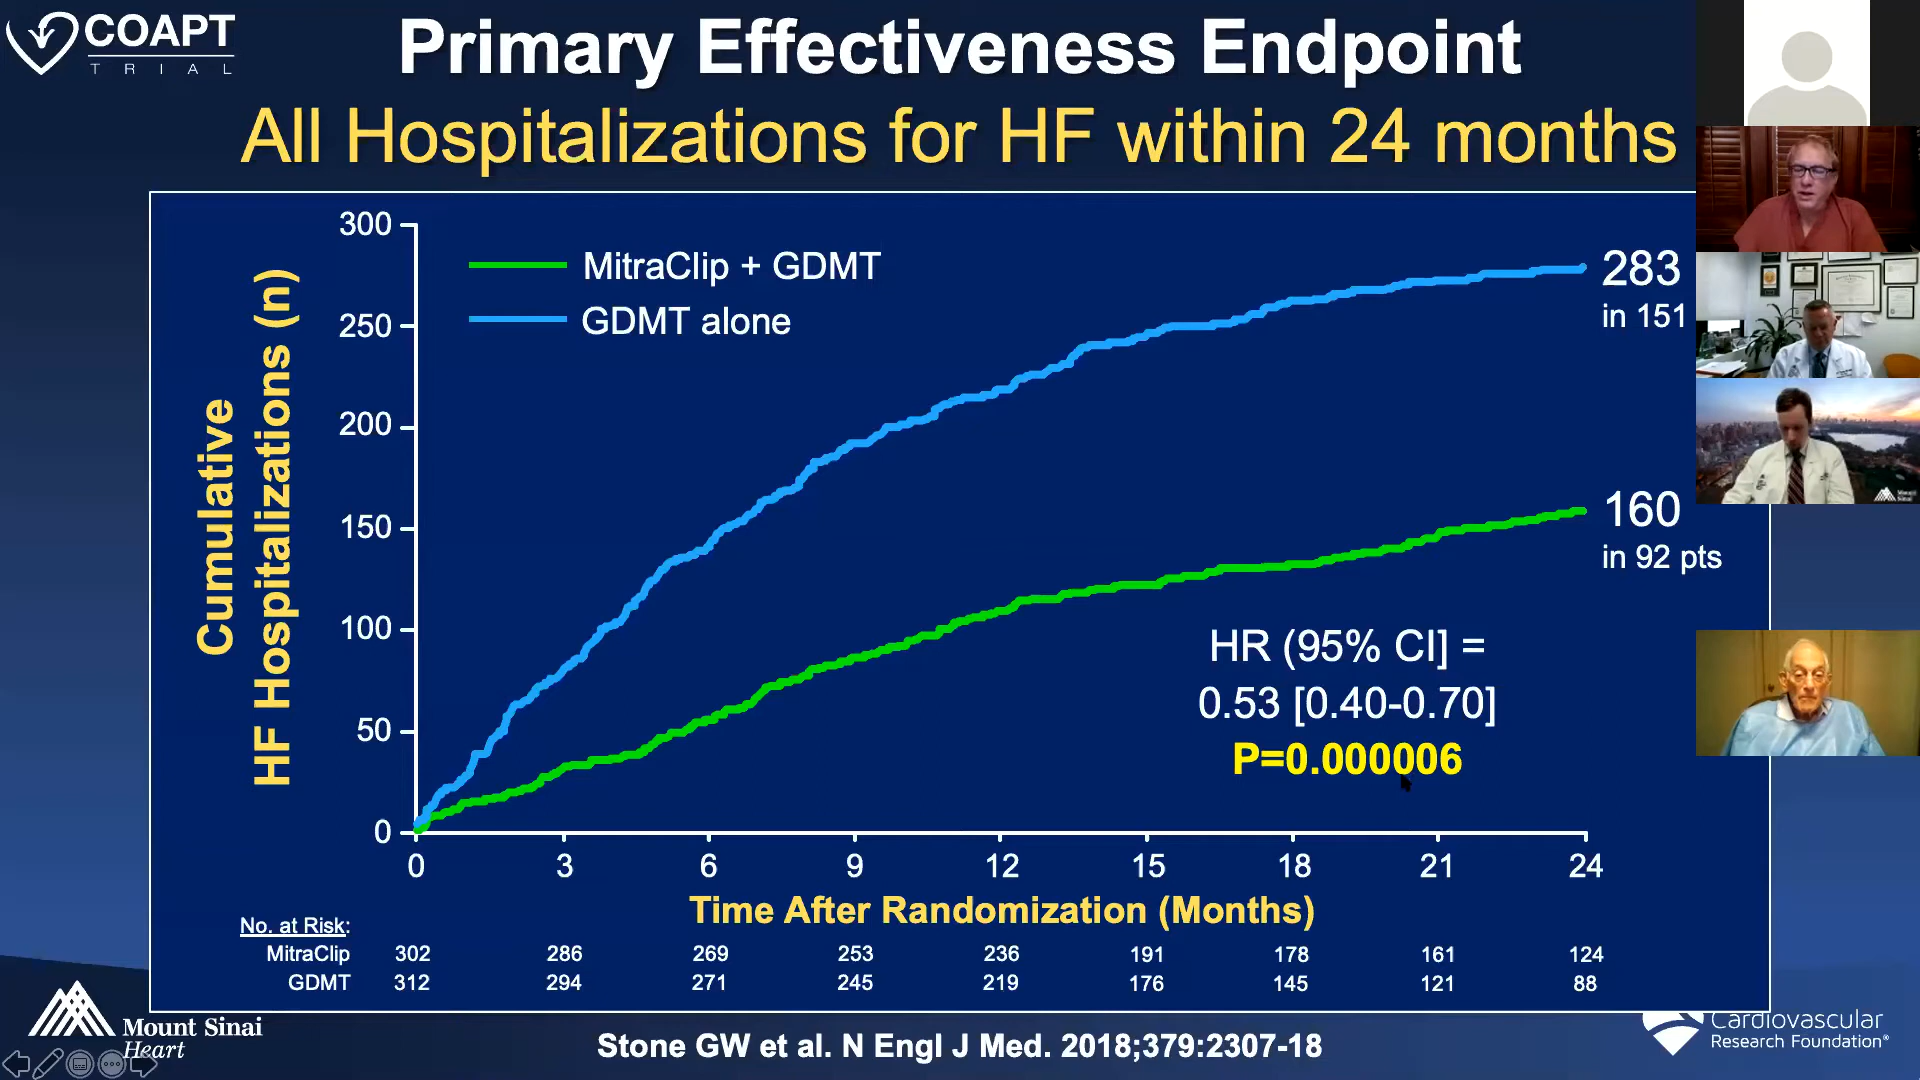 COAPT
TRIAL
Primary Effectiveness Endpoint
All Hospitalizations for HF within 24 months
Cumulative
HF Hospitalizations (n)
300
250
200
150
100
50
0
MitraClip + GDMT
GDMT alone
283
in 151
160
in 92 pts
HR (95% CI] =
0.53 [0.40-0.70]
P=0.000006
0 3 6 9 12 15 18 21 24
Time After Randomization (Months)
No. at Risk:
MitraClip 302 286 269 253 236 191 178 161 124
GDMT 312 294 271 245 219 176 145 121 88
Mount Sinai
Heart
Stone GW et al. N Engl J Med. 2018;379:2307-18
Cardiovascular
Research Foundation®
Mount
Sinai